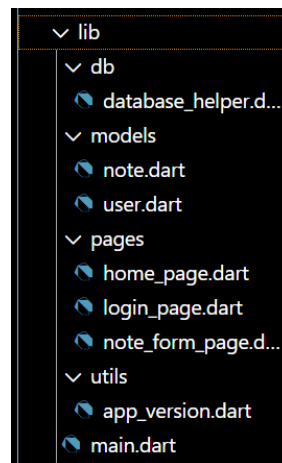 lib
db
database_helper.d...
models
note.dart
user.dart
pages
home_page.dart
login_page.dart
note_form_page.d...
utils
app_version.dart
main.dart